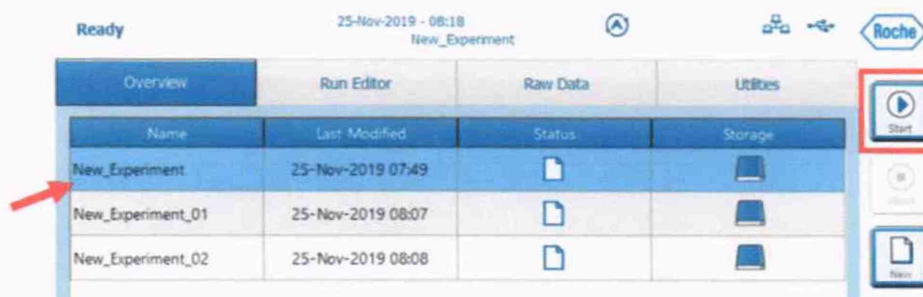 Ready
25-Nov-2019 - 08:18
New_Experiment
Roche
Overview
Run Editor
Raw Data
Utilities
Start
Name
Last Modified
Status
Storage
New_Experiment
25-Nov-2019 07:49
New_Experiment_01
25-Nov-2019 08:07
New_Experiment_02
25-Nov-2019 08:08
New